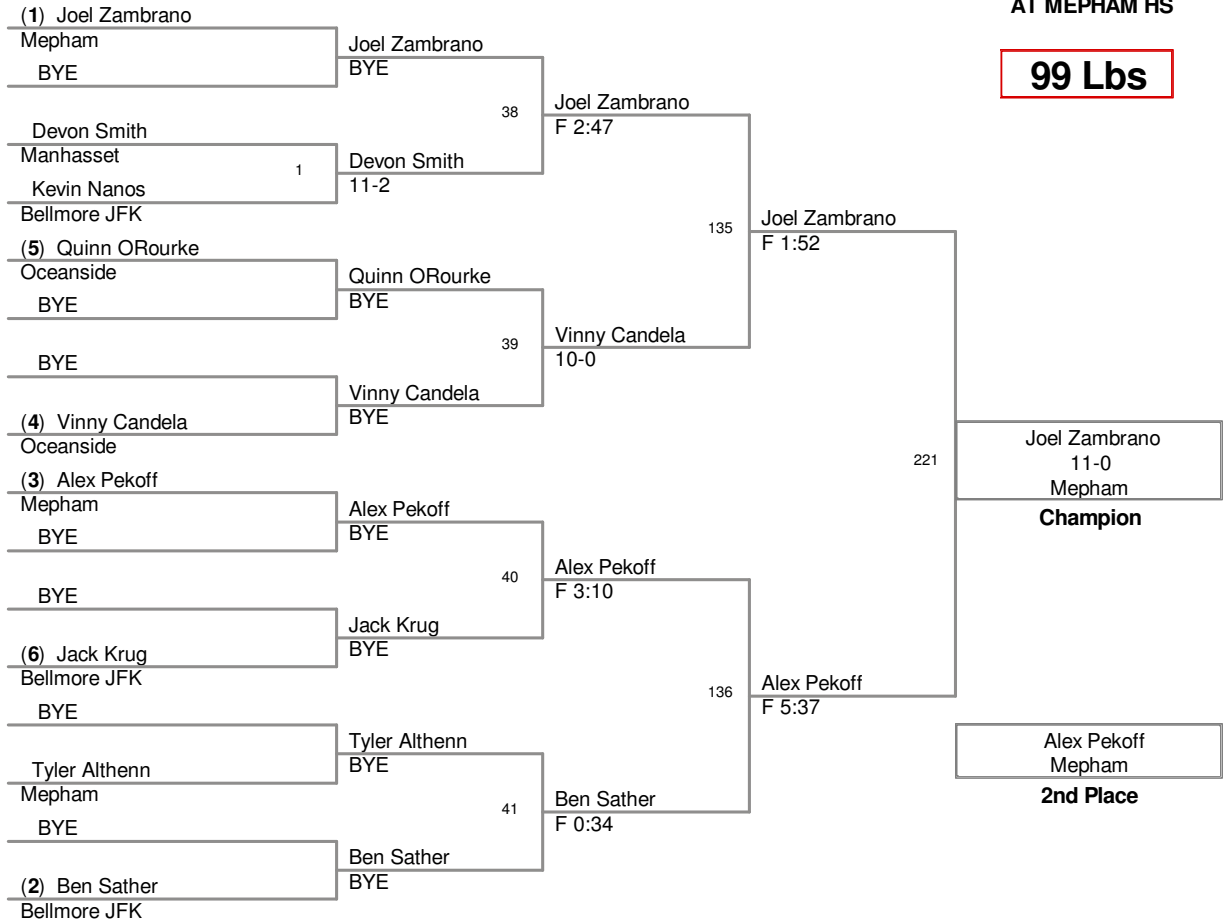 AT MEPHAM HS
99 Lbs
(1) Joel Zambrano
Mepham
BYE
Devon Smith
Manhasset
Kevin Nanos
Bellmore JFK
(5) Quinn ORourke
Oceanside
BYE
BYE
(4) Vinny Candela
Oceanside
(3) Alex Pekoff
Mepham
BYE
BYE
(6) Jack Krug
Bellmore JFK
BYE
Tyler Althenn
Mepham
BYE
(2) Ben Sather
Bellmore JFK
1
Joel Zambrano
BYE
Devon Smith
11-2
Quinn ORourke
BYE
Vinny Candela
BYE
Alex Pekoff
BYE
Jack Krug
BYE
Tyler Althenn
BYE
Ben Sather
BYE
38
39
40
41
Joel Zambrano
F 2:47
Vinny Candela
10-0
Alex Pekoff
F 3:10
Ben Sather
F 0:34
135
136
Joel Zambrano
F 1:52
Alex Pekoff
F 5:37
221
Joel Zambrano
11-0
Mepham
Champion
Alex Pekoff
Mepham
2nd Place